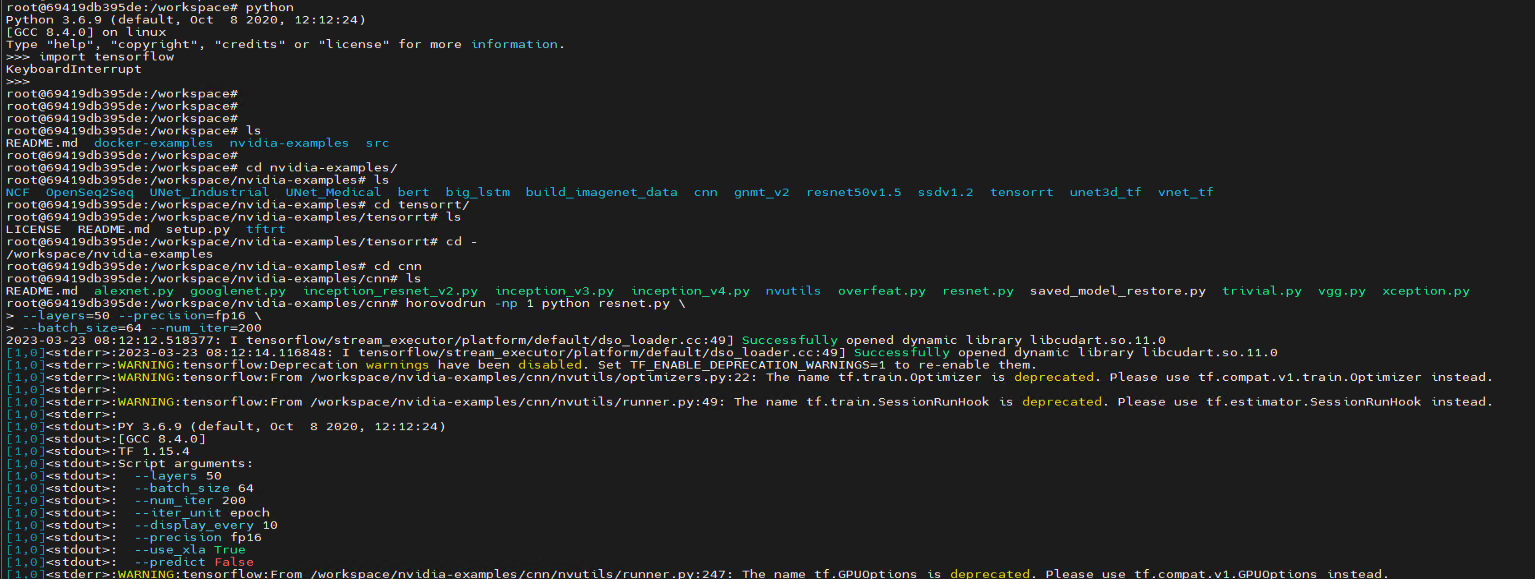 root@69419db395de:/workspace# python
Python 3.6.9 (default, Oct  8 2020, 12:12:24)
[GCC 8.4.0] on linux
Type "help", "copyright", "credits" or "license" for more information.
>>> import tensorflow
KeyboardInterrupt
>>>
root@69419db395de:/workspace#
root@69419db395de:/workspace#
root@69419db395de:/workspace#
root@69419db395de:/workspace# ls
README.md  docker-examples  nvidia-examples  src
root@69419db395de:/workspace#
root@69419db395de:/workspace# cd nvidia-examples/
root@69419db395de:/workspace/nvidia-examples# ls
NCF  OpenSeq2Seq  UNet_Industrial  UNet_Medical  bert  big_lstm  build_imagenet_data  cnn  gnmt_v2  resnet50v1.5  ssdv1.2  tensorrt  unet3d_tf  vnet_tf
root@69419db395de:/workspace/nvidia-examples# cd tensorrt/
root@69419db395de:/workspace/nvidia-examples/tensorrt# ls
LICENSE  README.md  setup.py  tftrt
root@69419db395de:/workspace/nvidia-examples/tensorrt# cd -
/workspace/nvidia-examples
root@69419db395de:/workspace/nvidia-examples# cd cnn
root@69419db395de:/workspace/nvidia-examples/cnn# ls
README.md  alexnet.py  googlenet.py  inception_resnet_v2.py  inception_v3.py  inception_v4.py  nvutils  overfeat.py  resnet.py  saved_model_restore.py  trivial.py  vgg.py  xception.py
root@69419db395de:/workspace/nvidia-examples/cnn# horovodrun -np 1 python resnet.py \
> --layers=50 --precision=fp16 \
> --batch_size=64 --num_iter=200
2023-03-23 08:12:12.518377: I tensorflow/stream_executor/platform/default/dso_loader.cc:49] Successfully opened dynamic library libcudart.so.11.0
[1,0]<stderr>:2023-03-23 08:12:14.116848: I tensorflow/stream_executor/platform/default/dso_loader.cc:49] Successfully opened dynamic library libcudart.so.11.0
[1,0]<stderr>:WARNING:tensorflow:Deprecation warnings have been disabled. Set TF_ENABLE_DEPRECATION_WARNINGS=1 to re-enable them.
[1,0]<stderr>:WARNING:tensorflow:From /workspace/nvidia-examples/cnn/nvutils/optimizers.py:22: The name tf.train.Optimizer is deprecated. Please use tf.compat.v1.train.Optimizer instead.
[1,0]<stderr>:
[1,0]<stderr>:WARNING:tensorflow:From /workspace/nvidia-examples/cnn/nvutils/runner.py:49: The name tf.train.SessionRunHook is deprecated. Please use tf.estimator.SessionRunHook instead.
[1,0]<stderr>:
[1,0]<stdout>:PY 3.6.9 (default, Oct  8 2020, 12:12:24)
[1,0]<stdout>:[GCC 8.4.0]
[1,0]<stdout>:TF 1.15.4
[1,0]<stdout>:Script arguments:
[1,0]<stdout>:  --layers 50
[1,0]<stdout>:  --batch_size 64
[1,0]<stdout>:  --num_iter 200
[1,0]<stdout>:  --iter_unit epoch
[1,0]<stdout>:  --display_every 10
[1,0]<stdout>:  --precision fp16
[1,0]<stdout>:  --use_xla True
[1,0]<stdout>:  --predict False
[1,0]<stderr>:WARNING:tensorflow:From /workspace/nvidia-examples/cnn/nvutils/runner.py:247: The name tf.GPUOptions is deprecated. Please use tf.compat.v1.GPUOptions instead.